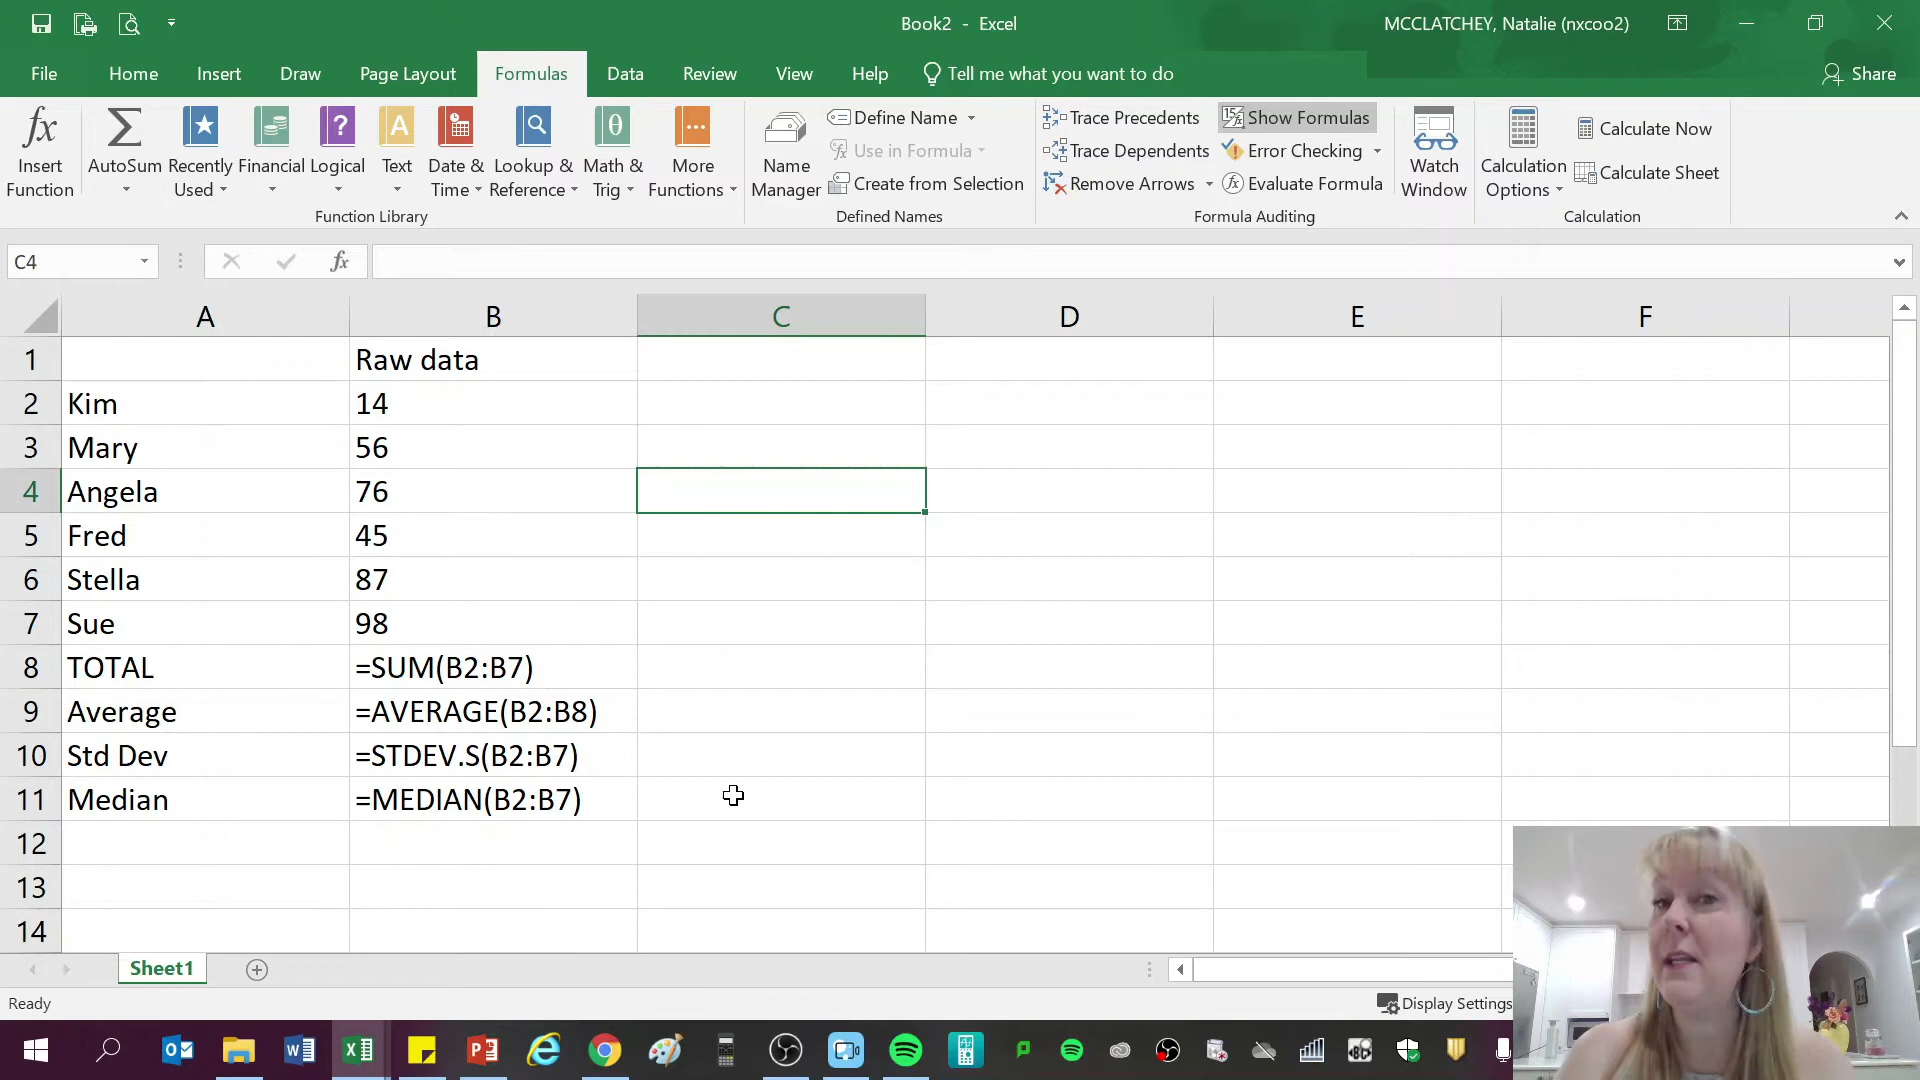 Book2 - Excel
MCCLATCHEY, Natalie (nxcoo2)
File Home Insert Draw Page Layout Formulas Data Review View Help Tell me what you want to do Share
fx Insert Function
AutoSum
Recently Used
Financial
Logical
Text
Date & Time
Lookup & Reference
Math & Trig
More Functions
Function Library
Name Manager
Define Name
Use in Formula
Create from Selection
Defined Names
Trace Precedents
Trace Dependents
Remove Arrows
Show Formulas
Error Checking
Evaluate Formula
Formula Auditing
Watch Window
Calculation Options
Calculate Now
Calculate Sheet
Calculation
C4 fx
A B C D E F
1 Raw data
2 Kim 14
3 Mary 56
4 Angela 76
5 Fred 45
6 Stella 87
7 Sue 98
8 TOTAL =SUM(B2:B7)
9 Average =AVERAGE(B2:B8)
10 Std Dev =STDEV.S(B2:B7)
11 Median =MEDIAN(B2:B7)
12
13
14
Sheet1
Ready
Display Settings